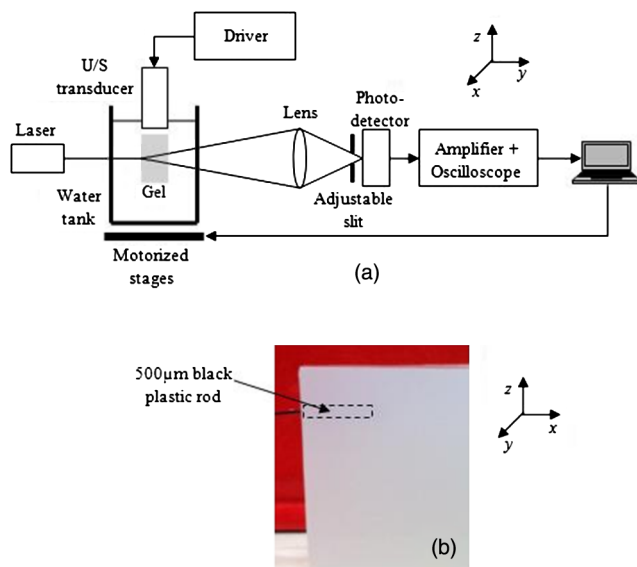 Driver
z
y
x
U/S
transducer
Photo-
detector
Lens
Laser
Amplifier +
Oscilloscope
Gel
Water
tank
Adjustable
slit
Motorized
stages
(a)
500µm black
plastic rod
z
x
y
(b)